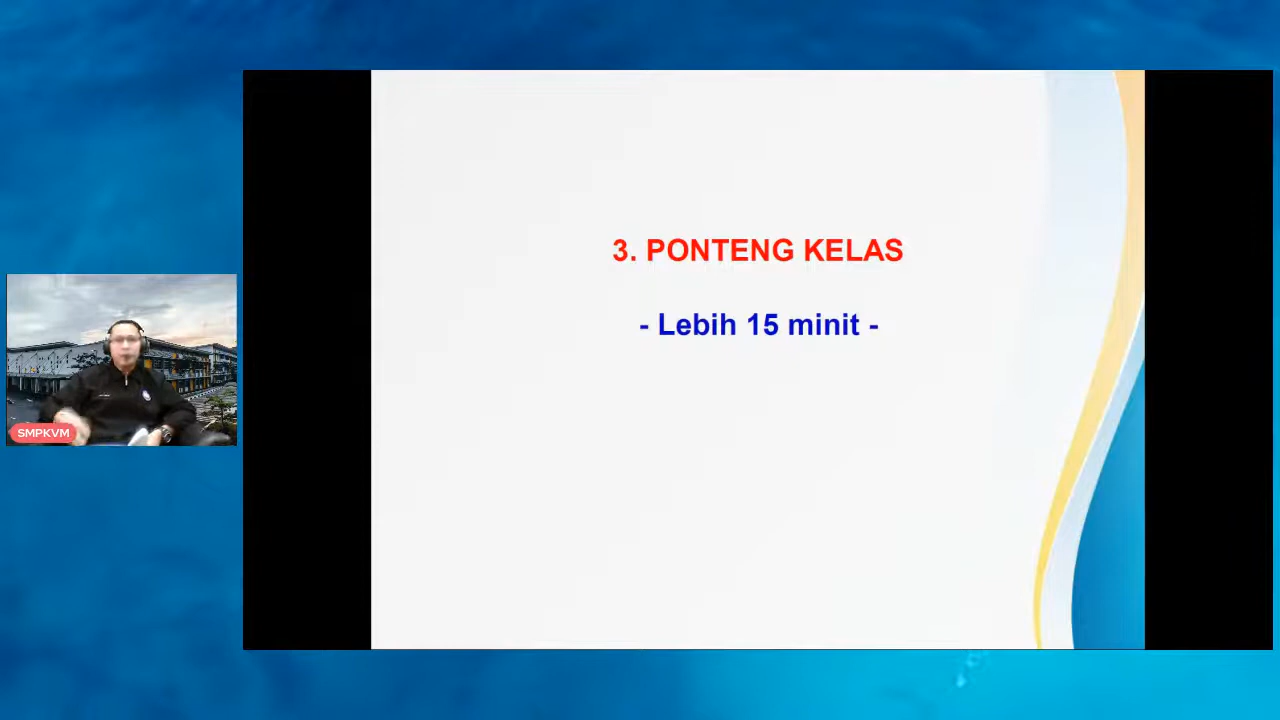 3. PONTENG KELAS
- Lebih 15 minit -
SMPKVM